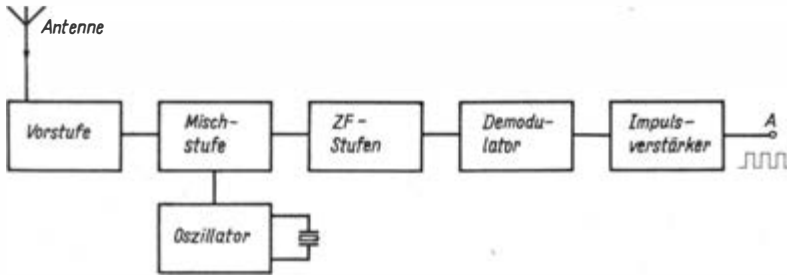 Antenne
Vorstufe
Misch-
stufe
ZF-
Stufen
Demodu-
lator
Impuls-
verstärker
A
Oszillator